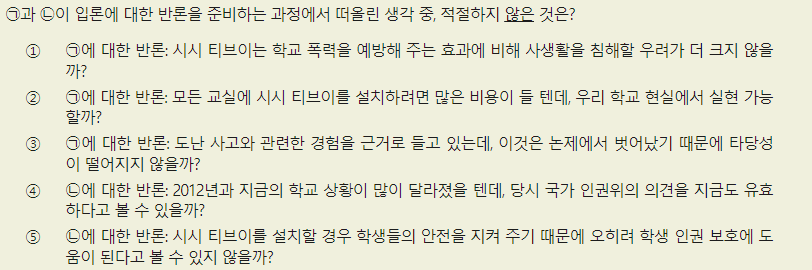 ㉠과 ㉡이 입론에 대한 반론을 준비하는 과정에서 떠올린 생각 중, 적절하지 않은 것은?
① ㉠에 대한 반론: 시시 티브이는 학교 폭력을 예방해 주는 효과에 비해 사생활을 침해할 우려가 더 크지 않을
까?
② ㉠에 대한 반론: 모든 교실에 시시 티브이를 설치하려면 많은 비용이 들 텐데, 우리 학교 현실에서 실현 가능
할까?
③ ㉠에 대한 반론: 도난 사고와 관련한 경험을 근거로 들고 있는데, 이것은 논제에서 벗어났기 때문에 타당성
이 떨어지지 않을까?
④ ㉡에 대한 반론: 2012년과 지금의 학교 상황이 많이 달라졌을 텐데, 당시 국가 인권위의 의견을 지금도 유효
하다고 볼 수 있을까?
⑤ ㉡에 대한 반론: 시시 티브이를 설치할 경우 학생들의 안전을 지켜 주기 때문에 오히려 학생 인권 보호에 도
움이 된다고 볼 수 있지 않을까?